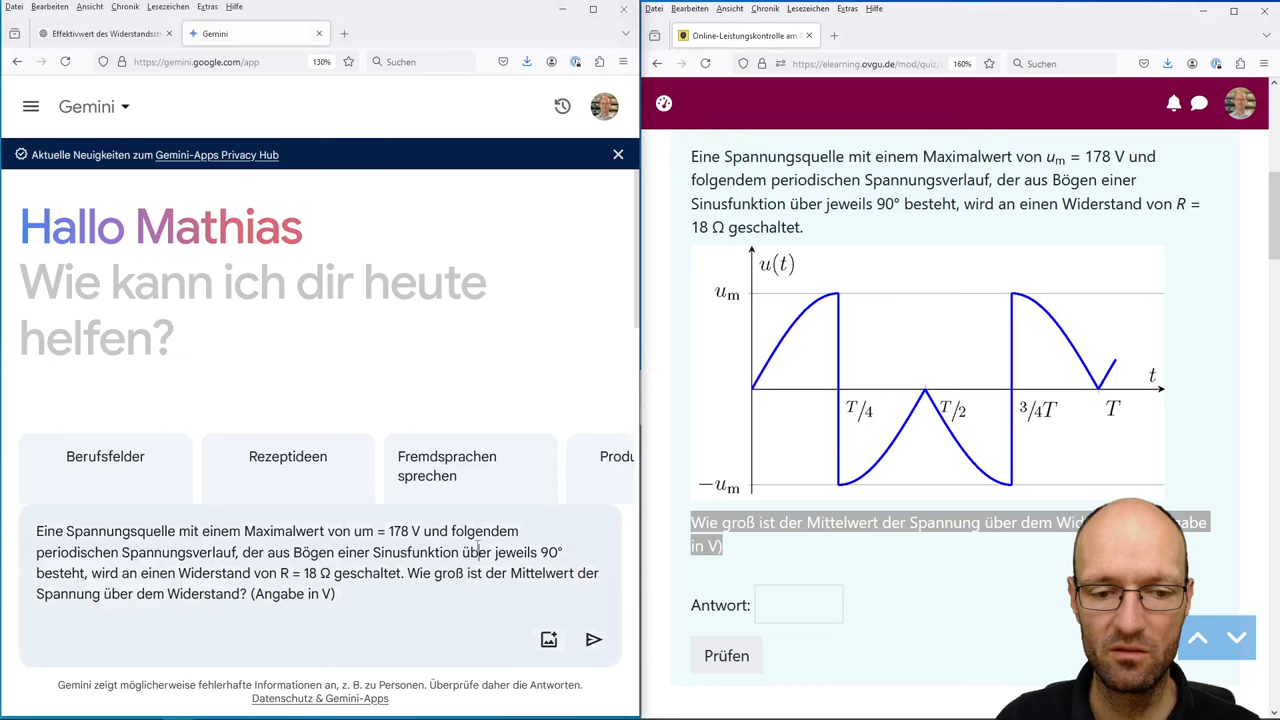 Datei Bearbeiten Ansicht Chronik Lesezeichen Extras Hilfe
Effektivwert des Widerstandsst
Gemini
https://gemini.google.com/app
130%
Suchen
Gemini
Aktuelle Neuigkeiten zum Gemini-Apps Privacy Hub
Hallo Mathias
Wie kann ich dir heute
helfen?
Berufsfelder
Rezeptideen
Fremdsprachen
sprechen
Produ
Eine Spannungsquelle mit einem Maximalwert von um = 178 V und folgendem
periodischen Spannungsverlauf, der aus Bögen einer Sinusfunktion über jeweils 90°
besteht, wird an einen Widerstand von R = 18 Ω geschaltet. Wie groß ist der Mittelwert der
Spannung über dem Widerstand? (Angabe in V)
Gemini zeigt möglicherweise fehlerhafte Informationen an, z. B. zu Personen. Überprüfe daher die Antworten.
Datenschutz & Gemini-Apps
Datei Bearbeiten Ansicht Chronik Lesezeichen Extras Hilfe
Online-Leistungskontrolle am
https://elearning.ovgu.de/mod/quiz/
160%
Suchen
Eine Spannungsquelle mit einem Maximalwert von um = 178 V und
folgendem periodischen Spannungsverlauf, der aus Bögen einer
Sinusfunktion über jeweils 90° besteht, wird an einen Widerstand von R =
18 Ω geschaltet.
u(t)
um
t
T/4
T/2
3/4T
T
−um
Wie groß ist der Mittelwert der Spannung über dem
in V)
Antwort:
Prüfen